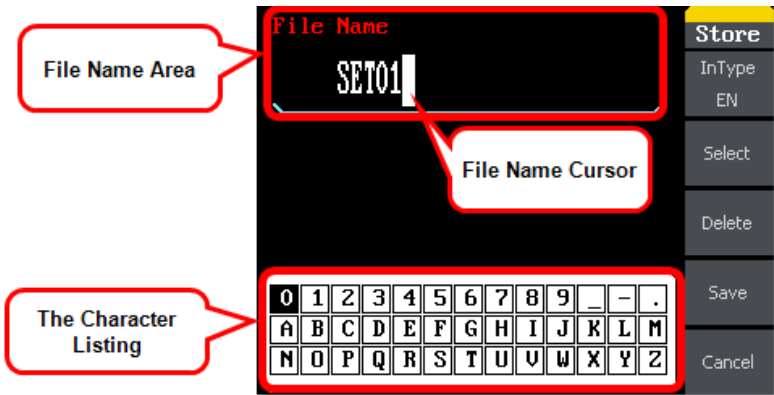 File Name
SET01
File Name Area
File Name Cursor
The Character
Listing
0 1 2 3 4 5 6 7 8 9 _ - .
A B C D E F G H I J K L M
N O P Q R S T U V W X Y Z
Store
InType
EN
Select
Delete
Save
Cancel